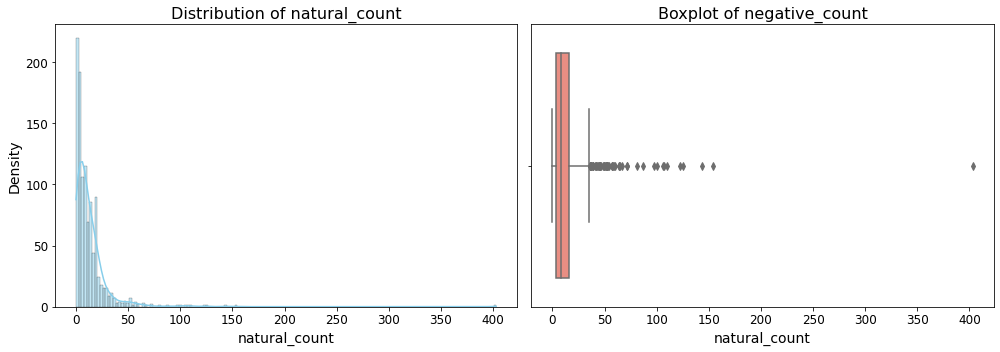 Distribution of natural_count
Density
200
150
100
50
0
0 50 100 150 200 250 300 350 400
natural_count
Boxplot of negative_count
0 50 100 150 200 250 300 350 400
natural_count